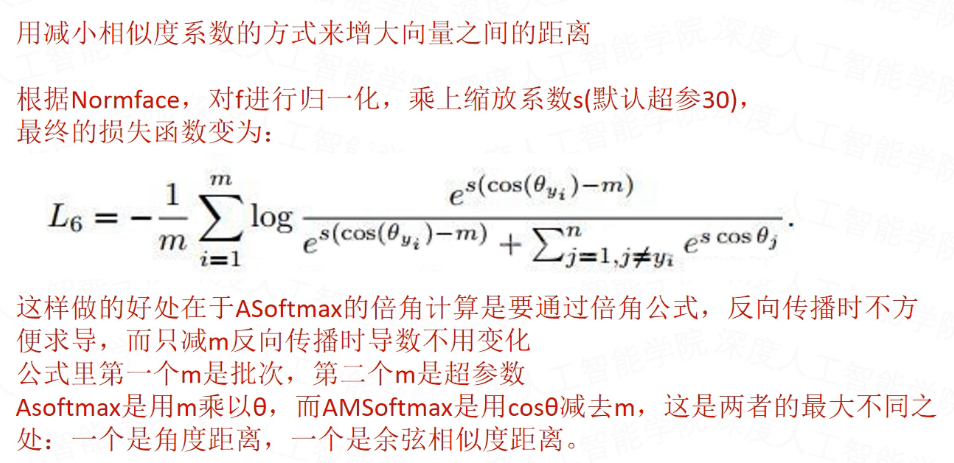 用减小相似度系数的方式来增大向量之间的距离
根据Normface，对f进行归一化，乘上缩放系数s(默认超参30)，
最终的损失函数变为：
L_6 = -\frac{1}{m} \sum_{i=1}^{m} \log \frac{e^{s(\cos(\theta_{y_i})-m)}}{e^{s(\cos(\theta_{y_i})-m)} + \sum_{j=1,j\neq y_i}^{n} e^{s \cos \theta_j}}.
这样做的好处在于ASoftmax的倍角计算是要通过倍角公式，反向传播时不方
便求导，而只减m反向传播时导数不用变化
公式里第一个m是批次，第二个m是超参数
Asoftmax是用m乘以θ，而AMSoftmax是用cosθ减去m，这是两者的最大不同之
处：一个是角度距离，一个是余弦相似度距离。